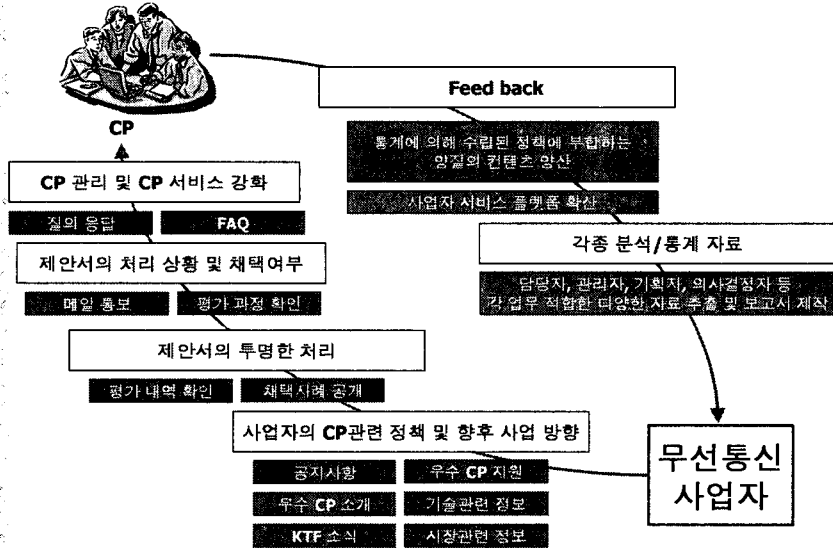 CP
Feed back
통계에 의해 수립된 정책에 부합하는
양질의 컨텐츠 양산
사업자 서비스 플랫폼 확산
CP 관리 및 CP 서비스 강화
질의 응답
FAQ
각종 분석/통계 자료
담당자, 관리자, 기획자, 의사결정자 등
각 업무 적합한 다양한 자료 추출 및 보고서 제작
제안서의 처리 상황 및 채택여부
메일 통보
평가 과정 확인
제안서의 투명한 처리
평가 내역 확인
채택사례 공개
사업자의 CP관련 정책 및 향후 사업 방향
공지사항
우수 CP 지원
우수 CP 소개
기술관련 정보
KTF 소식
시장관련 정보
무선통신
사업자